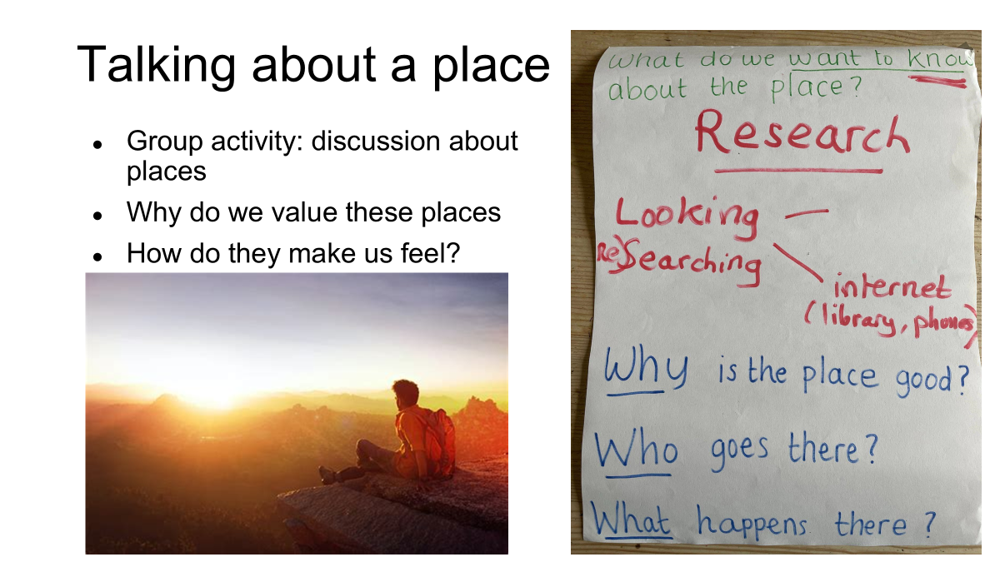 Talking about a place
Group activity: discussion about
places
Why do we value these places
How do they make us feel?
What do we want to know
about the place?
Research
Looking
(Re)Searching
internet
(library, phones)
Why is the place good?
Who goes there?
What happens there?